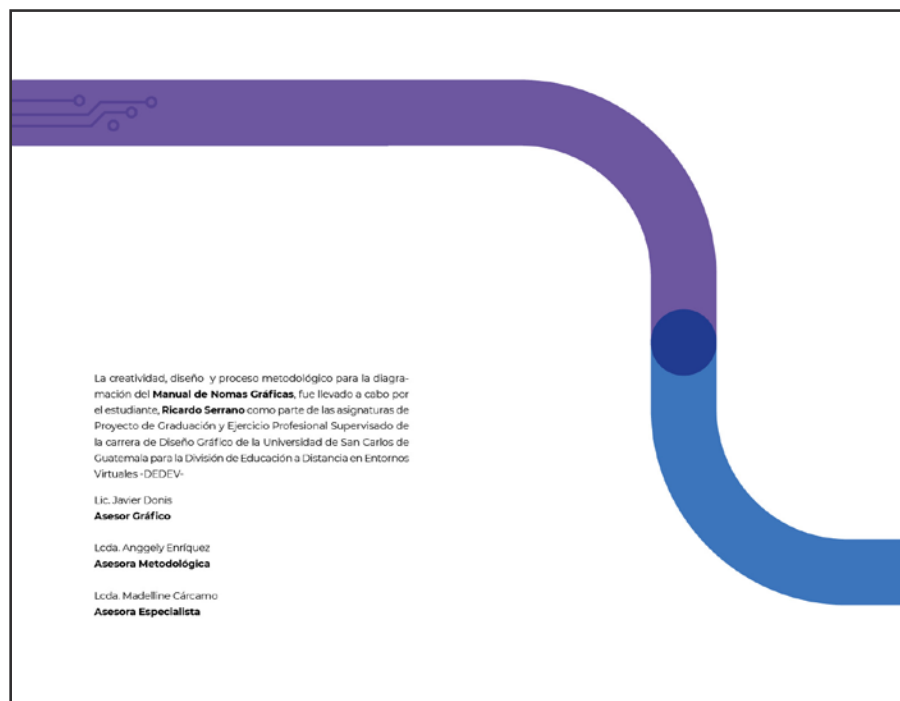 La creatividad, diseño y proceso metodológico para la diagra-
mación del Manual de Nomas Gráficas, fue llevado a cabo por
el estudiante, Ricardo Serrano como parte de las asignaturas de
Proyecto de Graduación y Ejercicio Profesional Supervisado de
la carrera de Diseño Gráfico de la Universidad de San Carlos de
Guatemala para la División de Educación a Distancia en Entornos
Virtuales -DEDEV-
Lic. Javier Donis
Asesor Gráfico
Lcda. Anggely Enríquez
Asesora Metodológica
Lcda. Madelline Cárcamo
Asesora Especialista